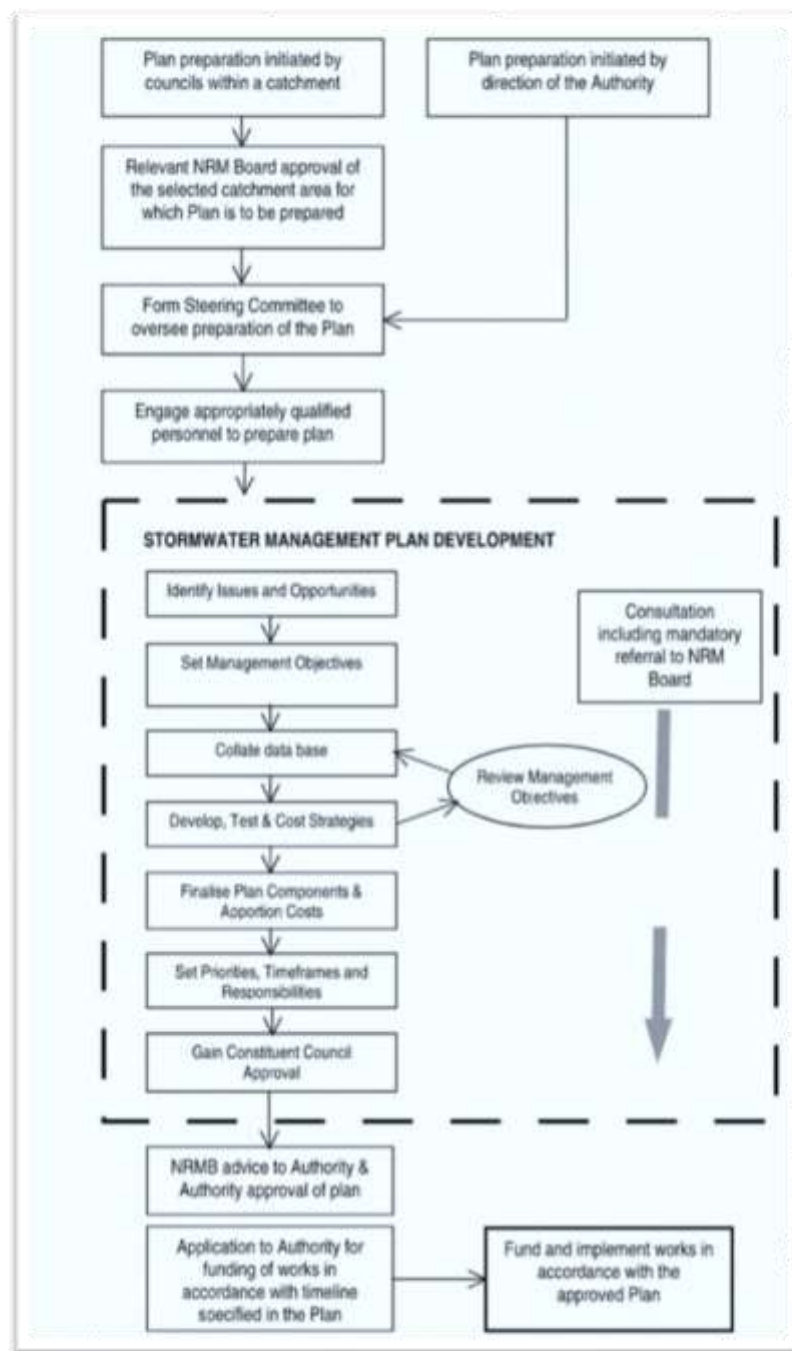 Plan preparation initiated by
councils within a catchment
Plan preparation initiated by
direction of the Authority
Relevant NRM Board approval of
the selected catchment area for
which Plan is to be prepared
Form Steering Committee to
oversee preparation of the Plan
Engage appropriately qualified
personnel to prepare plan
STORMWATER MANAGEMENT PLAN DEVELOPMENT
Identify Issues and Opportunities
Consultation
including mandatory
referral to NRM
Board
Set Management Objectives
Collate data base
Review Management
Objectives
Develop, Test & Cost Strategies
Finalise Plan Components &
Apportion Costs
Set Priorities, Timeframes and
Responsibilities
Gain Constituent Council
Approval
NRMB advice to Authority &
Authority approval of plan
Application to Authority for
funding of works in
accordance with timeline
specified in the Plan
Fund and implement works in
accordance with the
approved Plan